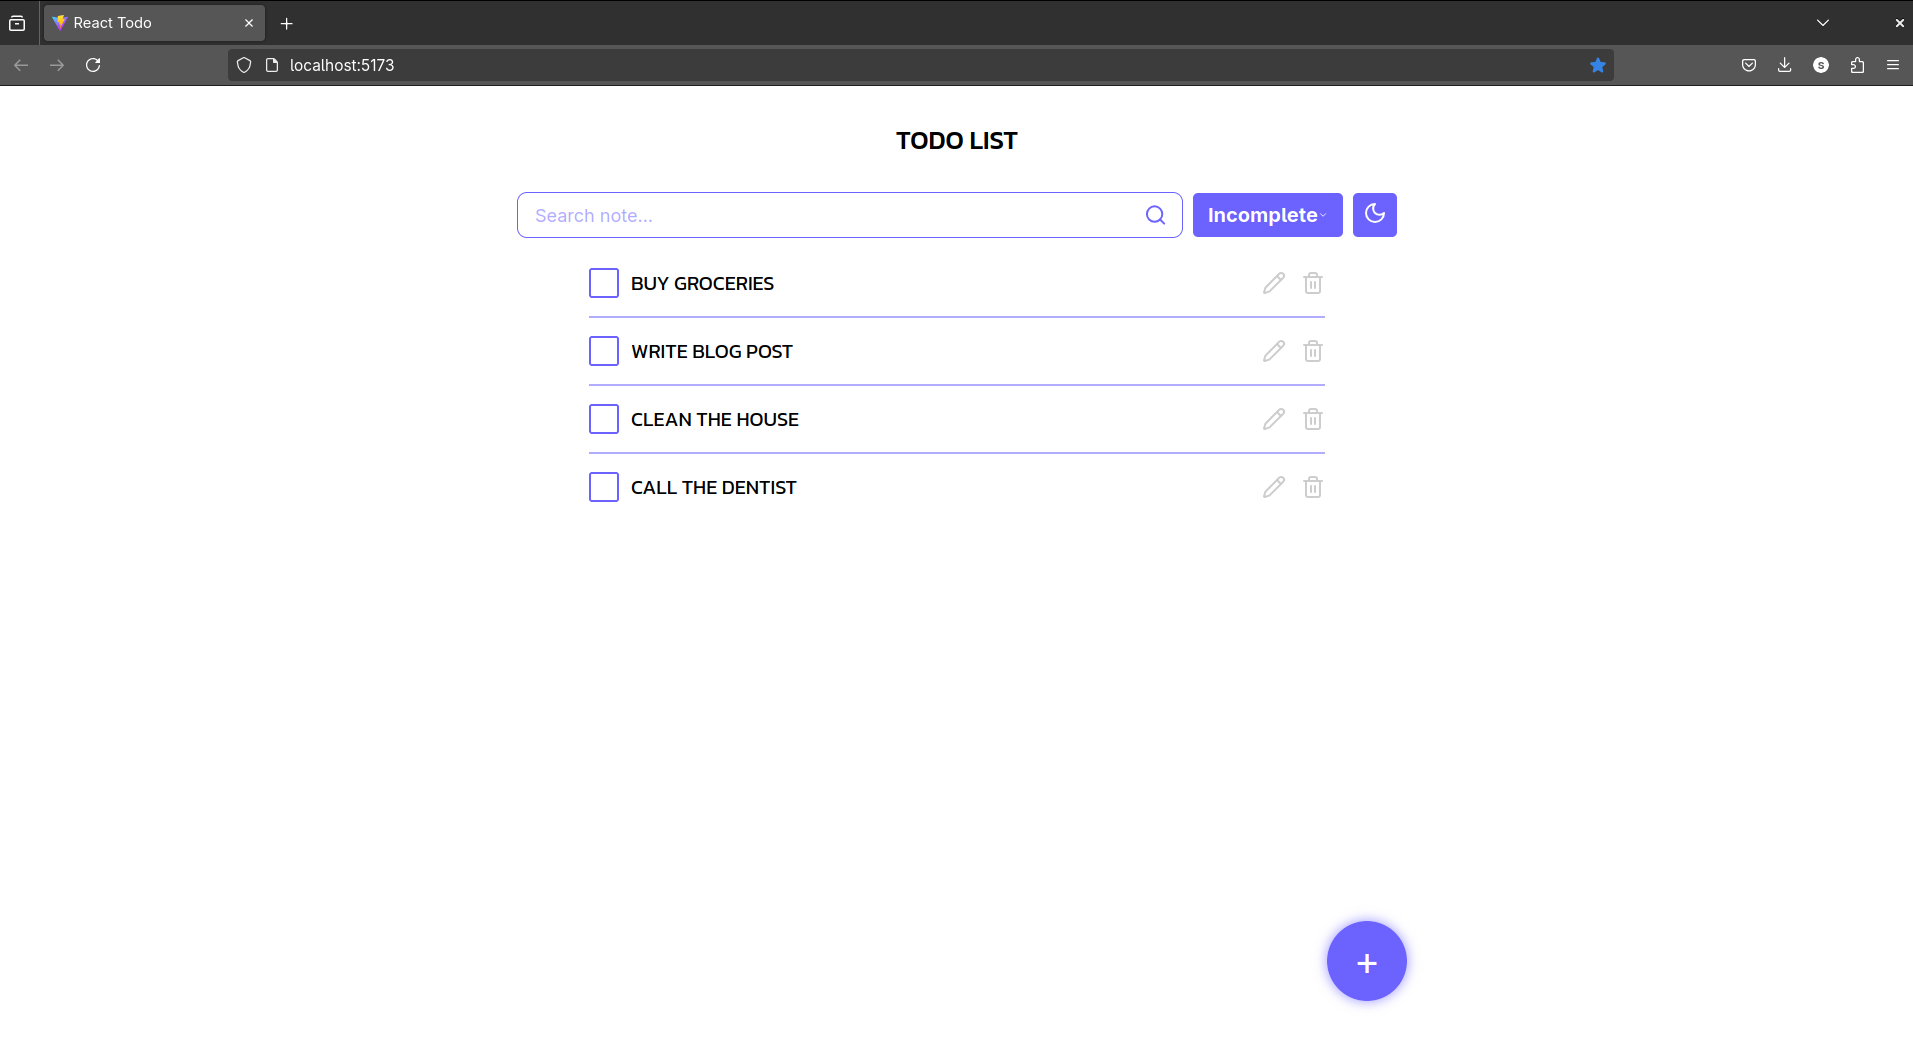 React Todo
localhost:5173
S
TODO LIST
Search note...
Incomplete
BUY GROCERIES
WRITE BLOG POST
CLEAN THE HOUSE
CALL THE DENTIST
+